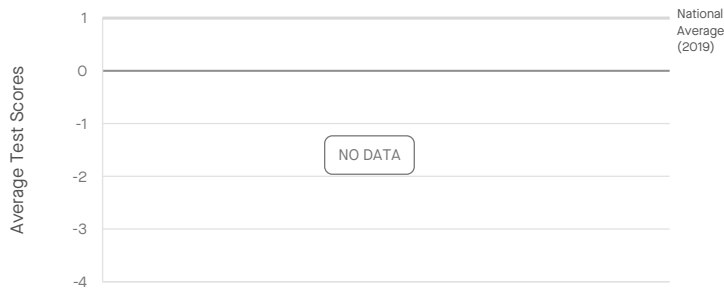 1
National
Average
(2019)
0
Average Test Scores
-1
NO DATA
-2
-3
-4